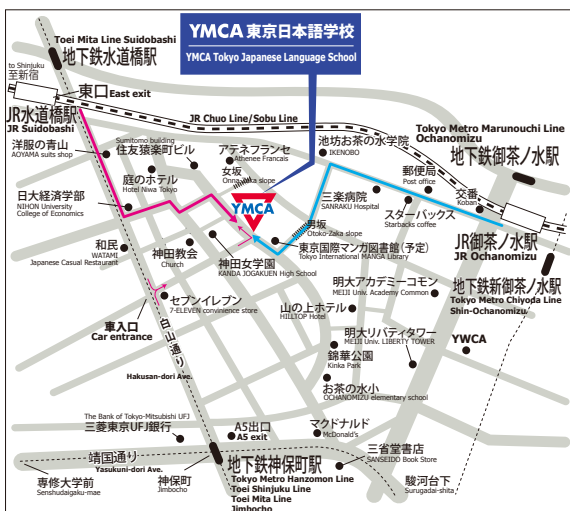 YMCA 東京日本語学校
YMCA Tokyo Japanese Language School
Toei Mita Line Suidobashi
地下鉄水道橋駅
to Shinjuku
至新宿
東口 East exit
JR水道橋駅
JR Suidobashi
JR Chuo Line/Sobu Line
洋服の青山
AOYAMA suits shop
Sumitomo building
住友猿楽町ビル
アテネフランセ
Athenee Francais
池坊お茶の水学院
IKENOBO
Tokyo Metro Marunouchi Line
Ochanomizu
地下鉄御茶ノ水駅
庭のホテル
Hotel Niwa Tokyo
女坂
Onna-zaka slope
郵便局
Post office
交番
Koban
三楽病院
SANRAKU Hospital
スターバックス
Starbucks coffee
日大経済学部
NIHON University
College of Economics
YMCA
男坂
Otoko-Zaka slope
JR御茶ノ水駅
JR Ochanomizu
和民
WATAMI
Japanese Casual Restaurant
神田教会
Church
神田女学園
KANDA JOGAKUEN High School
東京国際マンガ図書館(予定)
Tokyo International MANGA Library
地下鉄新御茶ノ水駅
Tokyo Metro Chiyoda Line
Shin-Ochanomizu
明大アカデミーコモン
MEIJI Univ. Academy Common
セブンイレブン
7-ELEVEN convinience store
山の上ホテル
HILLTOP Hotel
車入口
Car entrance
白山通り
Hakusan-dori Ave.
明大リバティタワー
MEIJI Univ. LIBERTY TOWER
YWCA
錦華公園
Kinka Park
お茶の水小
OCHANOMIZU elementary school
The Bank of Tokyo-Mitsubishi UFJ
三菱東京UFJ銀行
A5出口
A5 exit
マクドナルド
McDonald's
靖国通り
Yasukuni-dori Ave.
地下鉄神保町駅
Tokyo Metro Hanzomon Line
Toei Shinjuku Line
Toei Mita Line
Jimbocho
三省堂書店
SANSEIDO Book Store
専修大学前
Senshudaigaku-mae
神保町
Jimbocho
駿河台下
Surugadai-shita